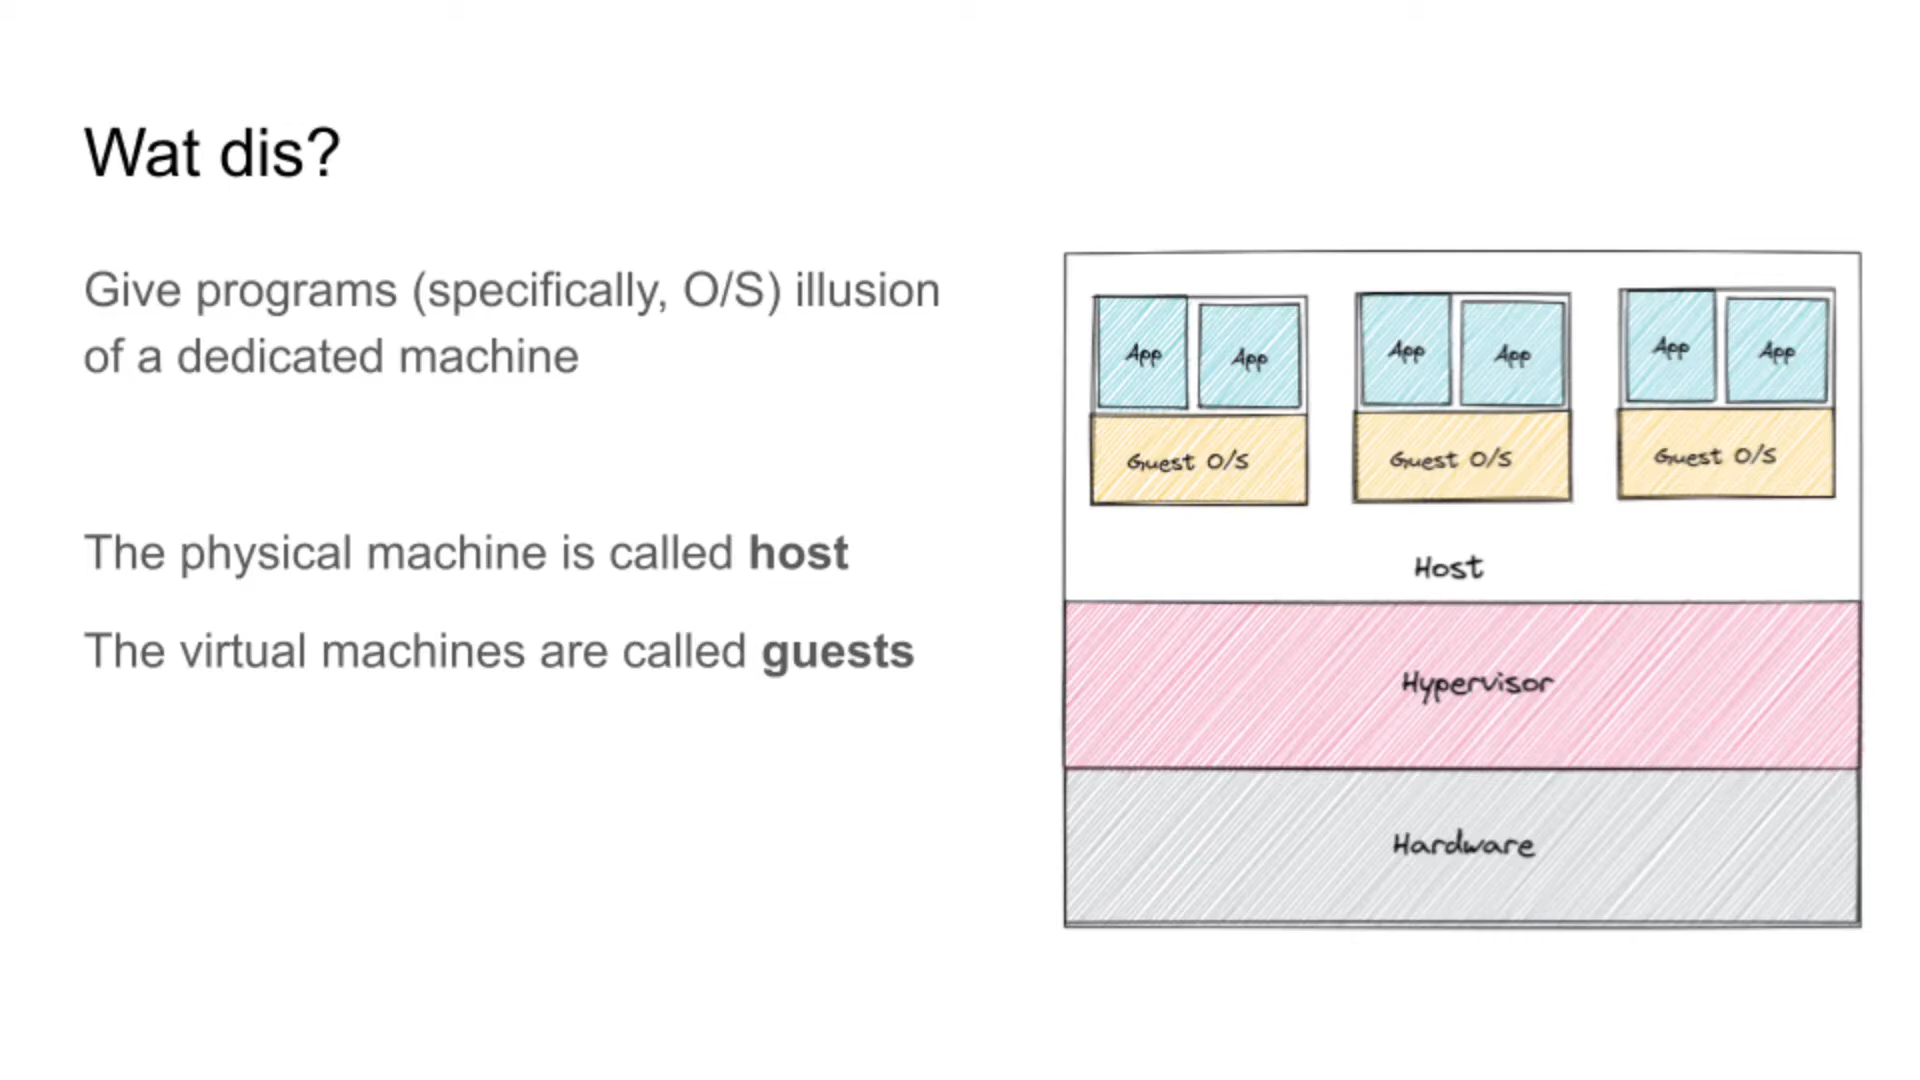 Wat dis?
Give programs (specifically, O/S) illusion
of a dedicated machine
The physical machine is called host
The virtual machines are called guests
App App App App App App
Guest O/S Guest O/S Guest O/S
Host
Hypervisor
Hardware